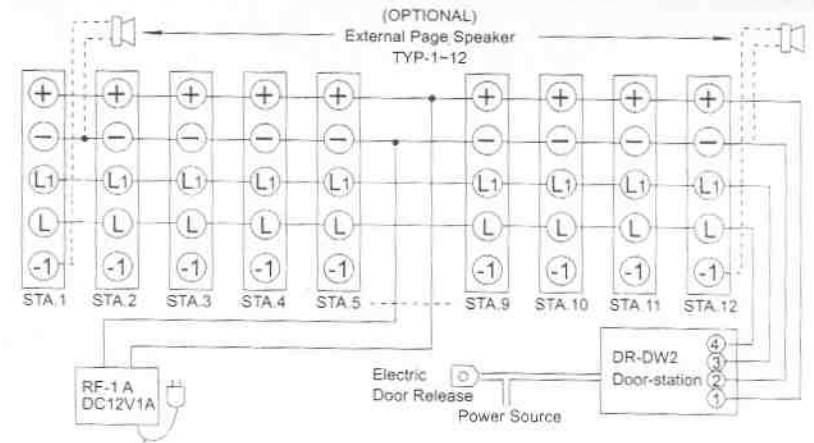 (OPTIONAL)
External Page Speaker
TYP-1~12
+ + + + + + + + +
− − − − − − − − −
L1 L1 L1 L1 L1 L1 L1 L1 L1
L L L L L L L L L
-1 -1 -1 -1 -1 -1 -1 -1 -1
STA.1 STA.2 STA.3 STA.4 STA.5 STA.9 STA.10 STA.11 STA.12
RF-1A
DC12V1A
Electric
Door Release
Power Source
DR-DW2
Door-station
4
3
2
1